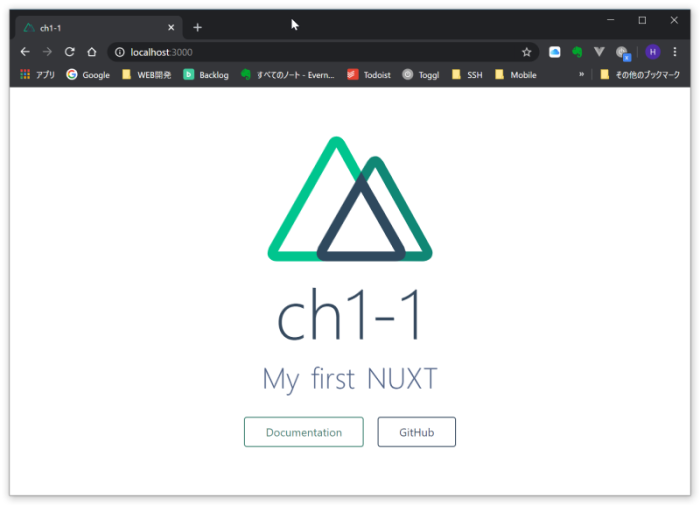 ch1-1
localhost:3000
アプリ Google WEB開発 Backlog すべてのノート - Evern... Todoist Toggl SSH Mobile » その他のブックマーク
H
ch1-1
My first NUXT
Documentation GitHub